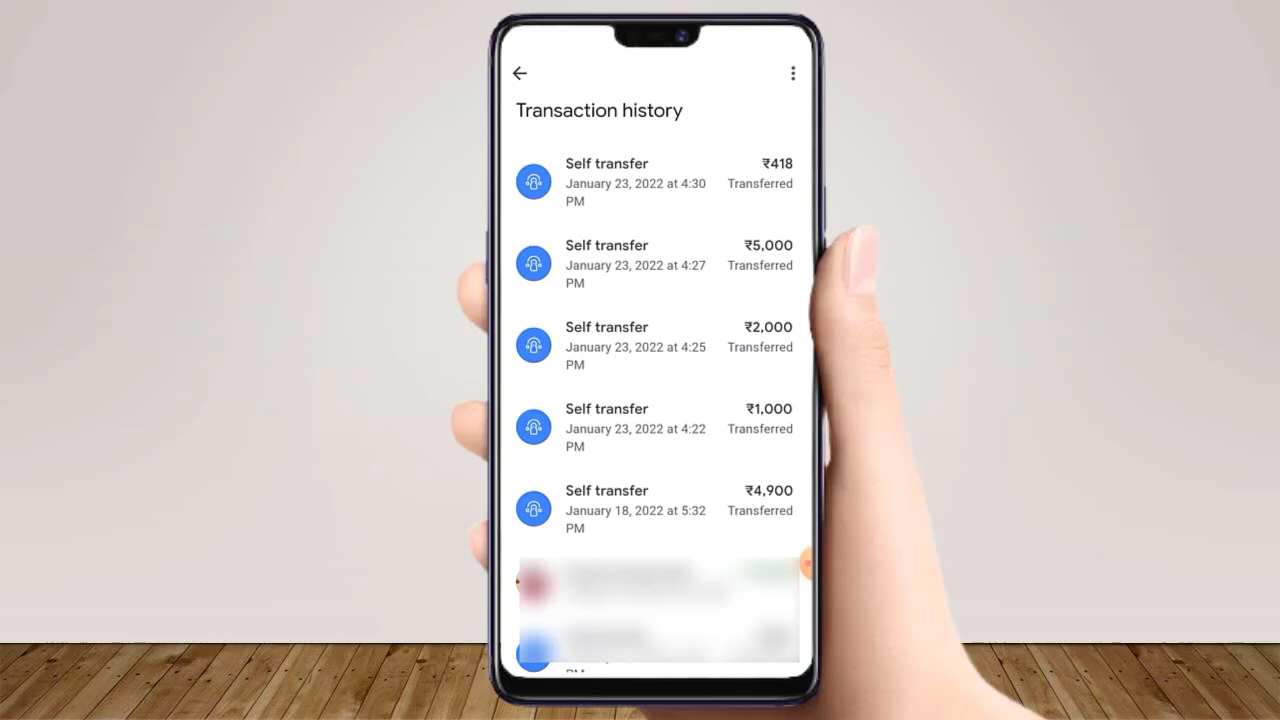 Transaction history
Self transfer
₹418
January 23, 2022 at 4:30
Transferred
PM
Self transfer
₹5,000
January 23, 2022 at 4:27
Transferred
PM
Self transfer
₹2,000
January 23, 2022 at 4:25
Transferred
PM
Self transfer
₹1,000
January 23, 2022 at 4:22
Transferred
PM
Self transfer
₹4,900
January 18, 2022 at 5:32
Transferred
PM